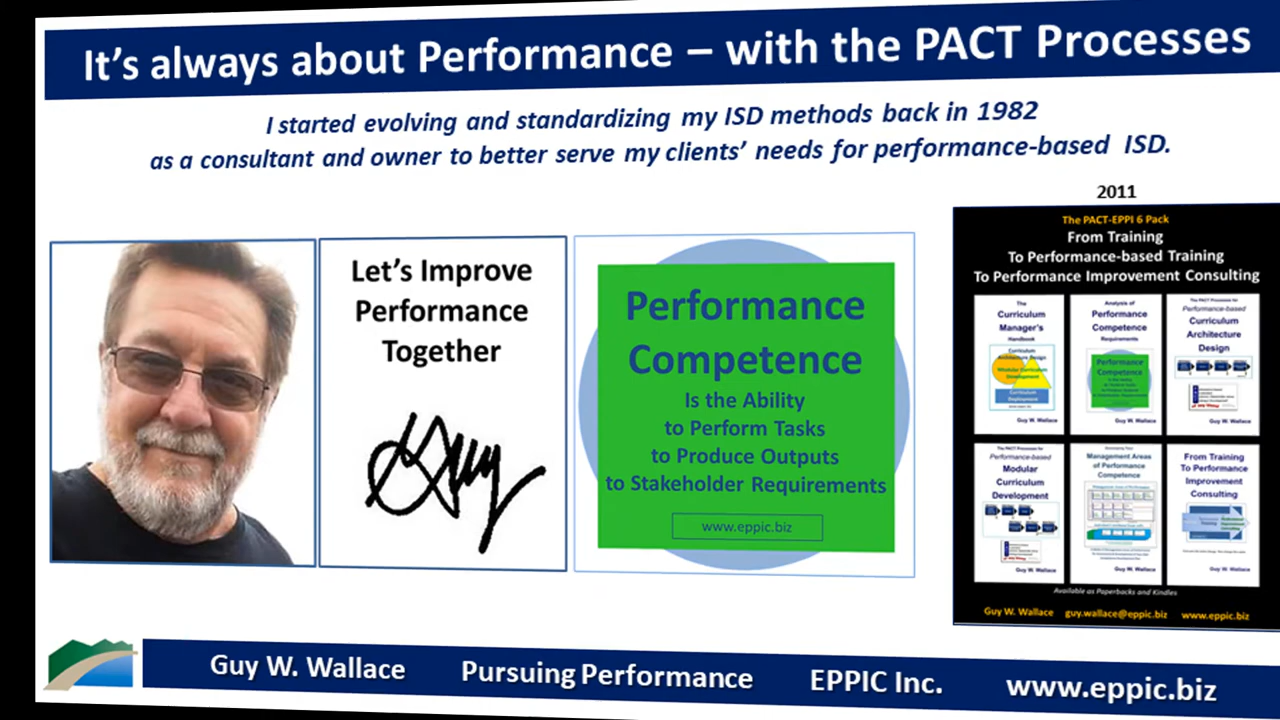 It's always about Performance – with the PACT Processes
I started evolving and standardizing my ISD methods back in 1982
as a consultant and owner to better serve my clients' needs for performance-based ISD.
Let's Improve
Performance
Together
Guy
Performance
Competence
Is the Ability
to Perform Tasks
to Produce Outputs
to Stakeholder Requirements
www.eppic.biz
2011
The PACT-EPPI 6 Pack
From Training
To Performance-based Training
To Performance Improvement Consulting
The
Curriculum
Manager's
Handbook
Guy W. Wallace
Analysis of
Performance
Competence
Requirements
Performance
Competence
Guy W. Wallace
The PACT Processes for
Performance-based
Curriculum
Architecture
Design
Guy W. Wallace
The PACT Processes for
Performance-based
Modular
Curriculum
Development
Guy W. Wallace
Management Areas
of Performance
Competence
From Training
To Performance
Improvement
Consulting
Guy W. Wallace
Available as Paperbacks and Kindles
Guy W. Wallace guy.wallace@eppic.biz www.eppic.biz
Guy W. Wallace Pursuing Performance EPPIC Inc. www.eppic.biz